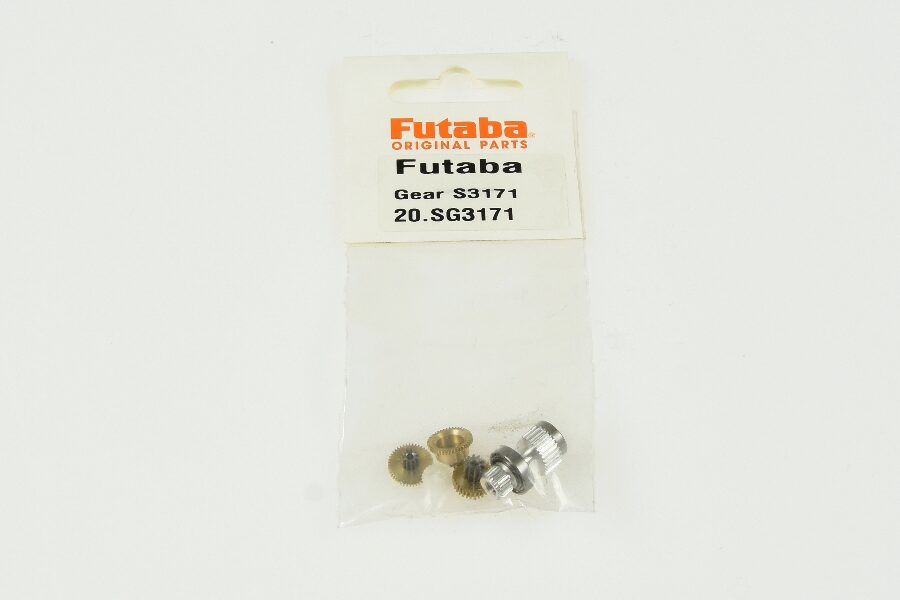 Futaba®
ORIGINAL PARTS
Futaba
Gear S3171
20.SG3171